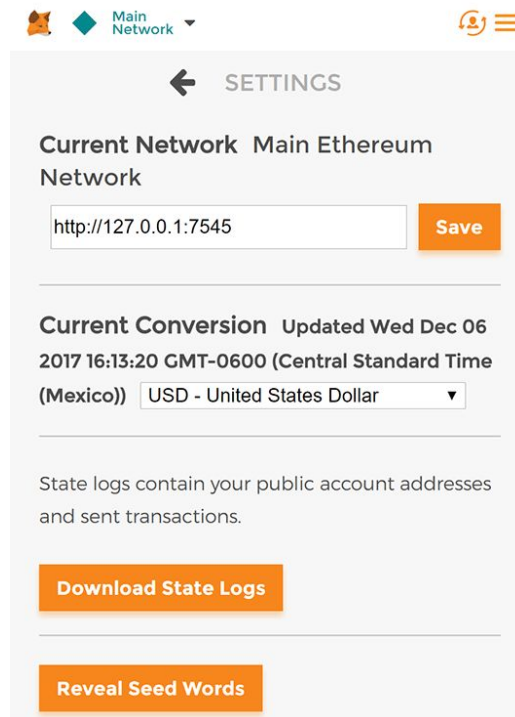 Main
Network
SETTINGS
Current Network Main Ethereum
Network
http://127.0.0.1:7545
Save
Current Conversion Updated Wed Dec 06
2017 16:13:20 GMT-0600 (Central Standard Time
(Mexico)) USD - United States Dollar
State logs contain your public account addresses
and sent transactions.
Download State Logs
Reveal Seed Words